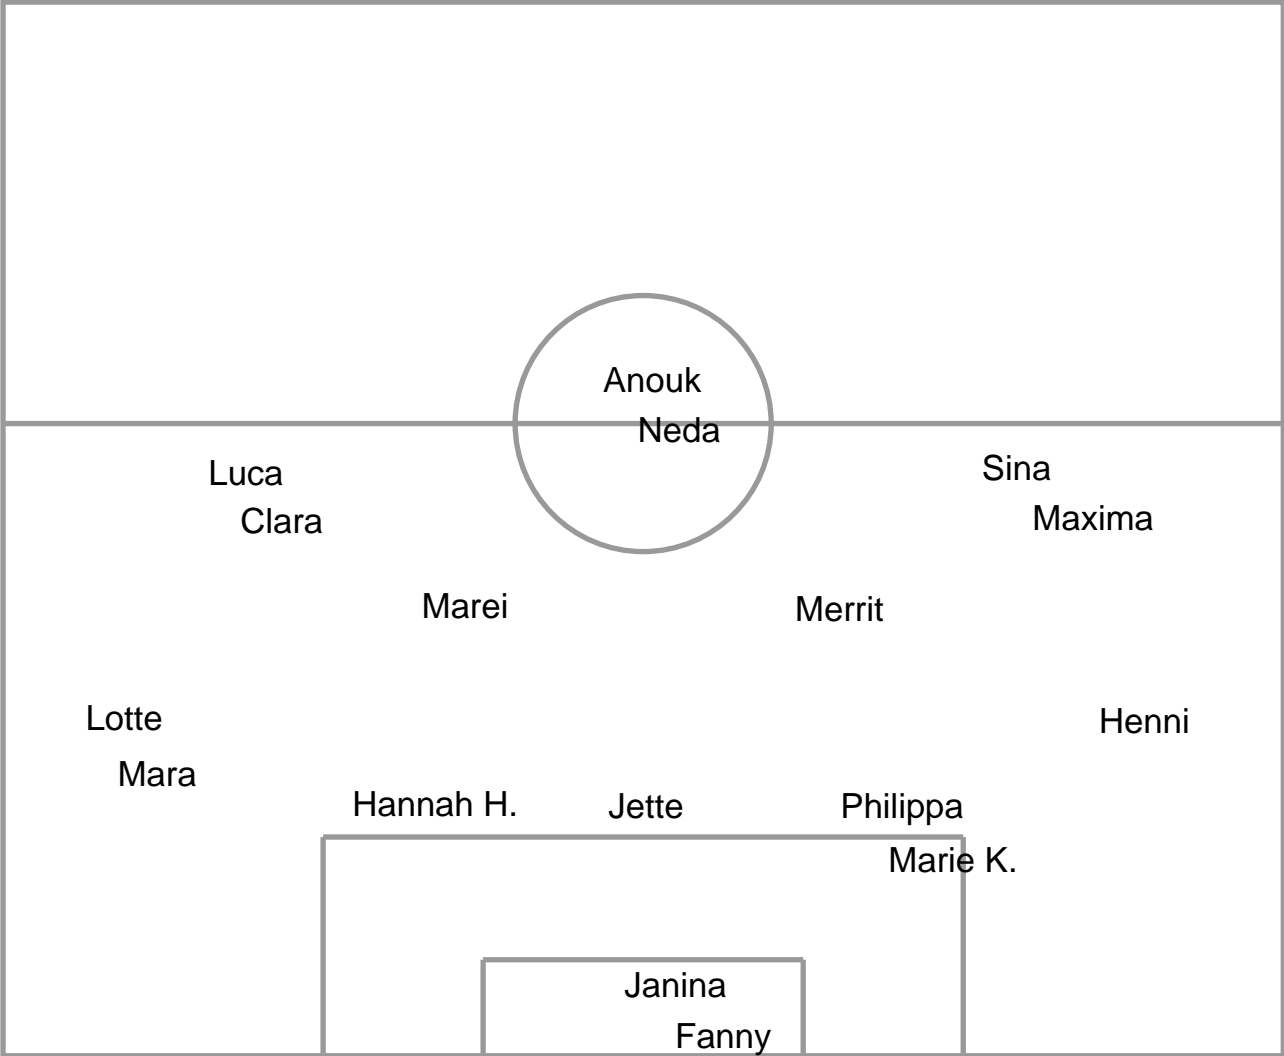 Anouk
Neda
Luca
Sina
Clara
Maxima
Marei
Merrit
Lotte
Henni
Mara
Hannah H.
Jette
Philippa
Marie K.
Janina
Fanny